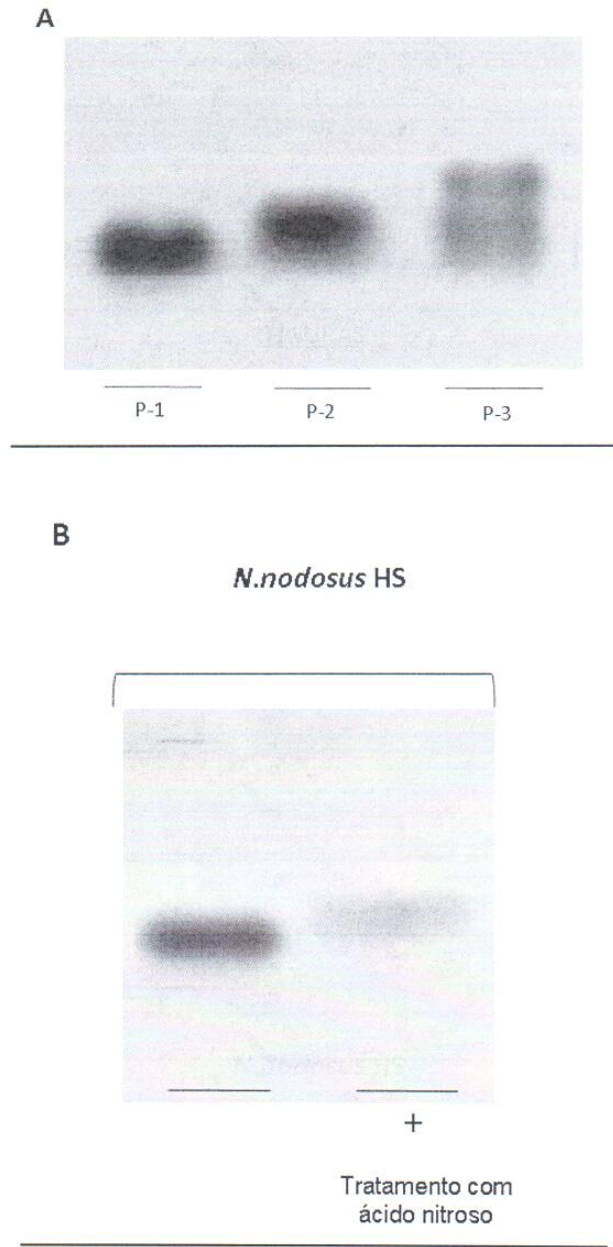 A
P-1 P-2 P-3
B
N.nodosus HS
+
Tratamento com
ácido nitroso